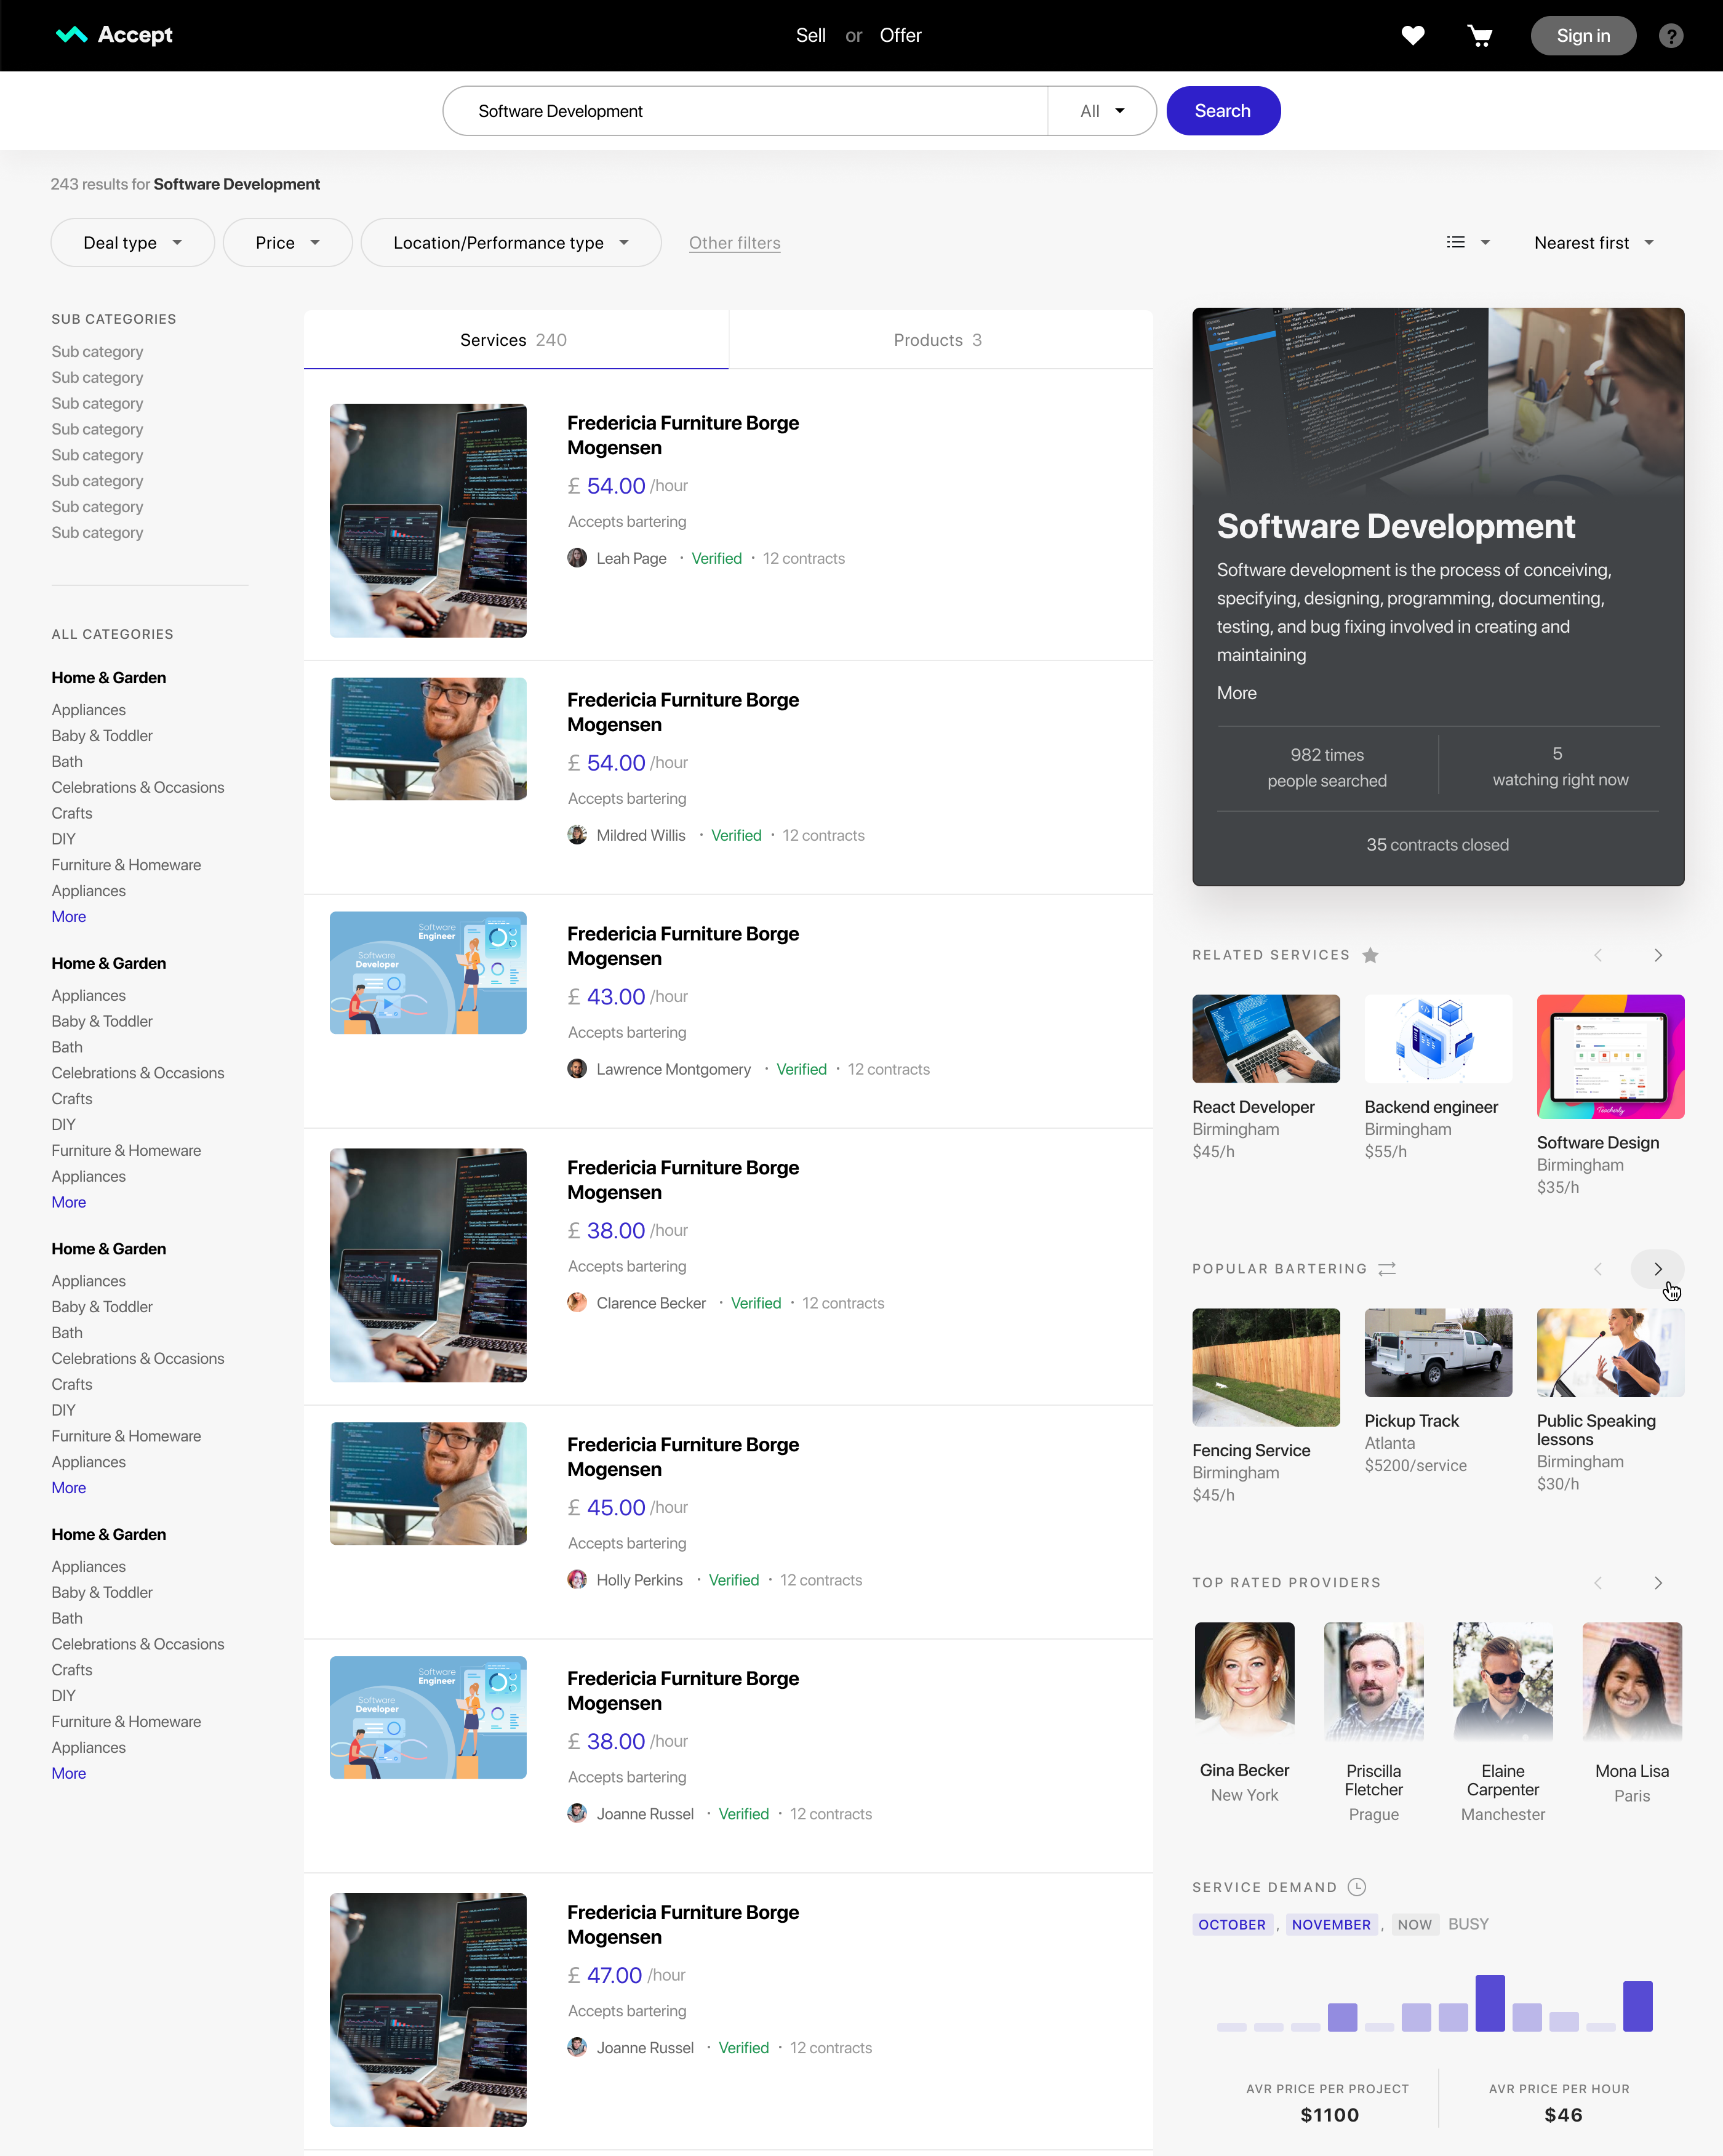 Accept
Sell or Offer
Sign in
?
Software Development
All
Search
243 results for Software Development
Deal type
Price
Location/Performance type
Other filters
Nearest first
SUB CATEGORIES
Sub category
Sub category
Sub category
Sub category
Sub category
Sub category
Sub category
Sub category
ALL CATEGORIES
Home & Garden
Appliances
Baby & Toddler
Bath
Celebrations & Occasions
Crafts
DIY
Furniture & Homeware
Appliances
More
Home & Garden
Appliances
Baby & Toddler
Bath
Celebrations & Occasions
Crafts
DIY
Furniture & Homeware
Appliances
More
Home & Garden
Appliances
Baby & Toddler
Bath
Celebrations & Occasions
Crafts
DIY
Furniture & Homeware
Appliances
More
Home & Garden
Appliances
Baby & Toddler
Bath
Celebrations & Occasions
Crafts
DIY
Furniture & Homeware
Appliances
More
Services 240
Products 3
Fredericia Furniture Borge
Mogensen
£ 54.00 /hour
Accepts bartering
Leah Page · Verified · 12 contracts
Fredericia Furniture Borge
Mogensen
£ 54.00 /hour
Accepts bartering
Mildred Willis · Verified · 12 contracts
Software
Engineer
Software
Developer
Fredericia Furniture Borge
Mogensen
£ 43.00 /hour
Accepts bartering
Lawrence Montgomery · Verified · 12 contracts
Fredericia Furniture Borge
Mogensen
£ 38.00 /hour
Accepts bartering
Clarence Becker · Verified · 12 contracts
Fredericia Furniture Borge
Mogensen
£ 45.00 /hour
Accepts bartering
Holly Perkins · Verified · 12 contracts
Software
Engineer
Software
Developer
Fredericia Furniture Borge
Mogensen
£ 38.00 /hour
Accepts bartering
Joanne Russel · Verified · 12 contracts
Fredericia Furniture Borge
Mogensen
£ 47.00 /hour
Accepts bartering
Joanne Russel · Verified · 12 contracts
Software Development
Software development is the process of conceiving,
specifying, designing, programming, documenting,
testing, and bug fixing involved in creating and
maintaining
More
982 times
people searched
5
watching right now
35 contracts closed
RELATED SERVICES
React Developer
Birmingham
$45/h
Backend engineer
Birmingham
$55/h
Teacherly
Software Design
Birmingham
$35/h
POPULAR BARTERING
Fencing Service
Birmingham
$45/h
Pickup Track
Atlanta
$5200/service
Public Speaking
lessons
Birmingham
$30/h
TOP RATED PROVIDERS
Gina Becker
New York
Priscilla
Fletcher
Prague
Elaine
Carpenter
Manchester
Mona Lisa
Paris
SERVICE DEMAND
OCTOBER , NOVEMBER , NOW BUSY
AVR PRICE PER PROJECT
$1100
AVR PRICE PER HOUR
$46